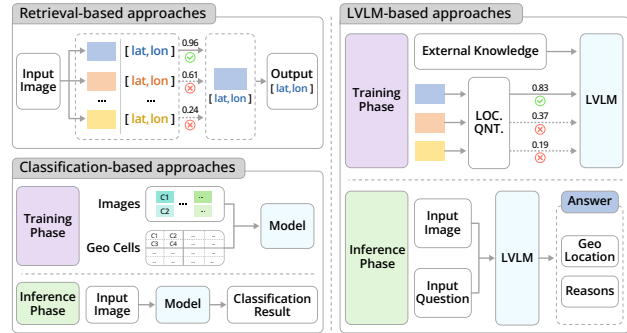 Retrieval-based approaches
Input
Image
[ lat,lon ]
[ lat,lon ]
...
...
[ lat,lon ]
0.96
0.61
0.24
[ lat,lon ]
Output
[ lat,lon ]
Classification-based approaches
Training
Phase
Images
C1
C2
...
..
..
Geo Cells
C1 C2 .. ..
C3 C4 .. ..
.. .. .. ..
.. .. .. ..
Model
Inference
Phase
Input
Image
Model
Classification
Result
LVLM-based approaches
Training
Phase
External Knowledge
LOC.
QNT.
0.83
0.37
0.19
LVLM
Inference
Phase
Input
Image
Input
Question
LVLM
Answer
Geo
Location
Reasons